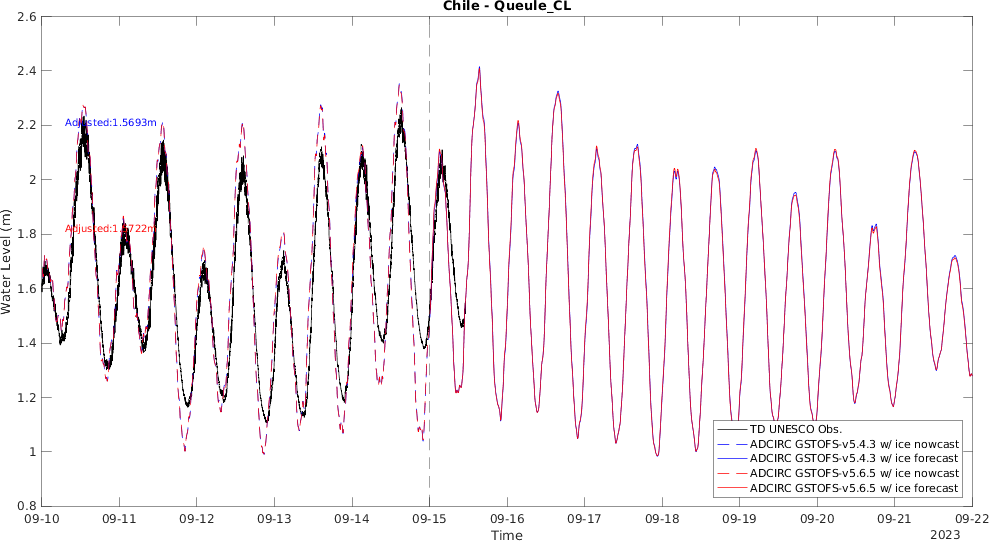 Chile - Queule_CL
2.6
2.4
2.2
2
1.8
1.6
1.4
1.2
1
0.8
Water Level (m)
Adjusted:1.5693m
TD UNESCO Obs.
ADCIRC GSTOFS-v5.4.3 w/ ice nowcast
ADCIRC GSTOFS-v5.4.3 w/ ice forecast
ADCIRC GSTOFS-v5.6.5 w/ ice nowcast
ADCIRC GSTOFS-v5.6.5 w/ ice forecast
09-10 09-11 09-12 09-13 09-14 09-15 09-16 09-17 09-18 09-19 09-20 09-21 09-22
Time
2023